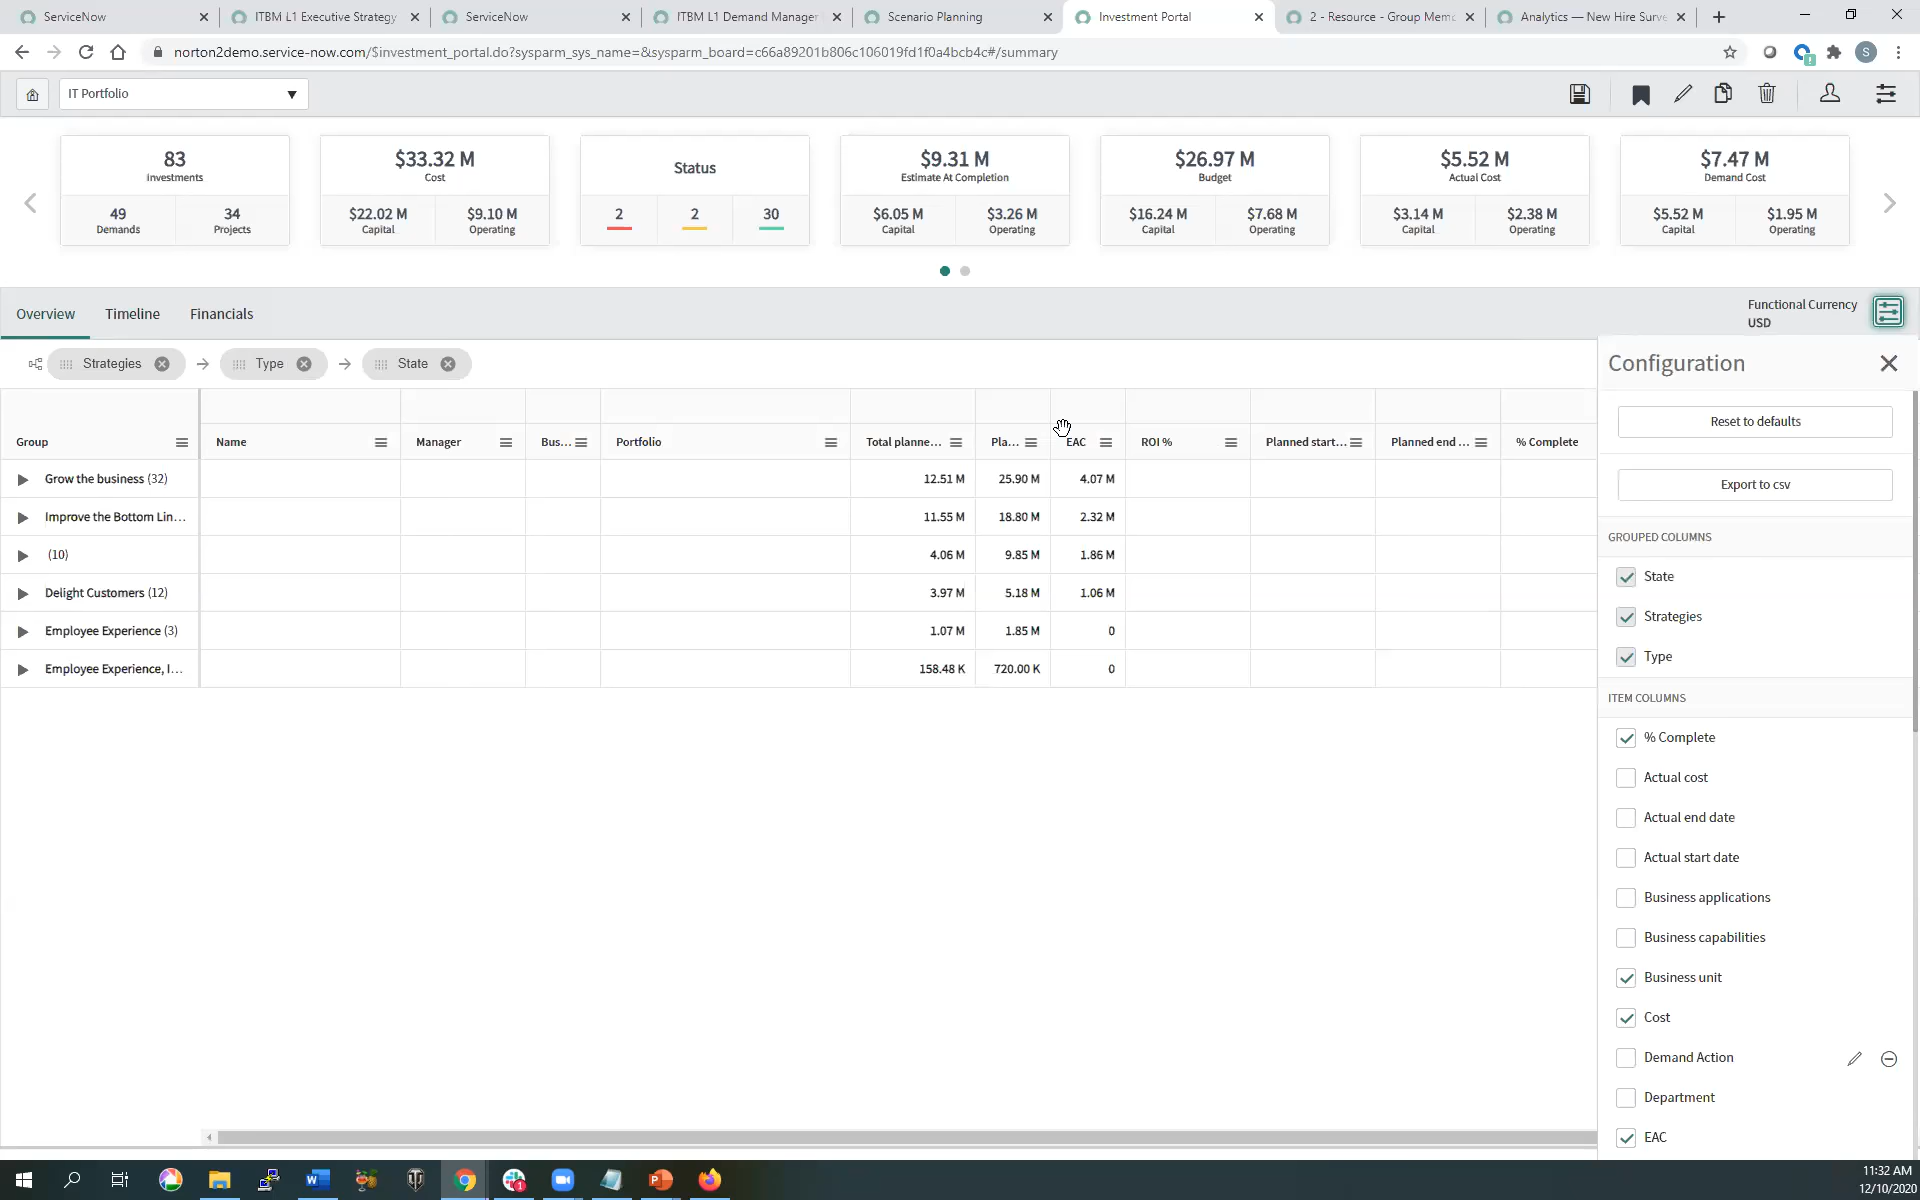 ServiceNow
ITBM L1 Executive Strategy
ServiceNow
ITBM L1 Demand Manager
Scenario Planning
Investment Portal
2 - Resource - Group Mem
Analytics — New Hire Surve
norton2demo.service-now.com/$investment_portal.do?sysparm_sys_name=&sysparm_board=c66a89201b806c106019fd1f0a4bcb4c#/summary
S
IT Portfolio
83
Investments
49
Demands
34
Projects
$33.32 M
Cost
$22.02 M
Capital
$9.10 M
Operating
Status
2
2
30
$9.31 M
Estimate At Completion
$6.05 M
Capital
$3.26 M
Operating
$26.97 M
Budget
$16.24 M
Capital
$7.68 M
Operating
$5.52 M
Actual Cost
$3.14 M
Capital
$2.38 M
Operating
$7.47 M
Demand Cost
$5.52 M
Capital
$1.95 M
Operating
Overview Timeline Financials
Functional Currency
USD
Strategies Type State
Group Name Manager Bus... Portfolio Total planne... Pla... EAC ROI % Planned start... Planned end ... % Complete
Grow the business (32) 12.51 M 25.90 M 4.07 M
Improve the Bottom Lin... 11.55 M 18.80 M 2.32 M
(10) 4.06 M 9.85 M 1.86 M
Delight Customers (12) 3.97 M 5.18 M 1.06 M
Employee Experience (3) 1.07 M 1.85 M 0
Employee Experience, I... 158.48 K 720.00 K 0
Configuration
Reset to defaults
Export to csv
GROUPED COLUMNS
State
Strategies
Type
ITEM COLUMNS
% Complete
Actual cost
Actual end date
Actual start date
Business applications
Business capabilities
Business unit
Cost
Demand Action
Department
EAC
11:32 AM
12/10/2020